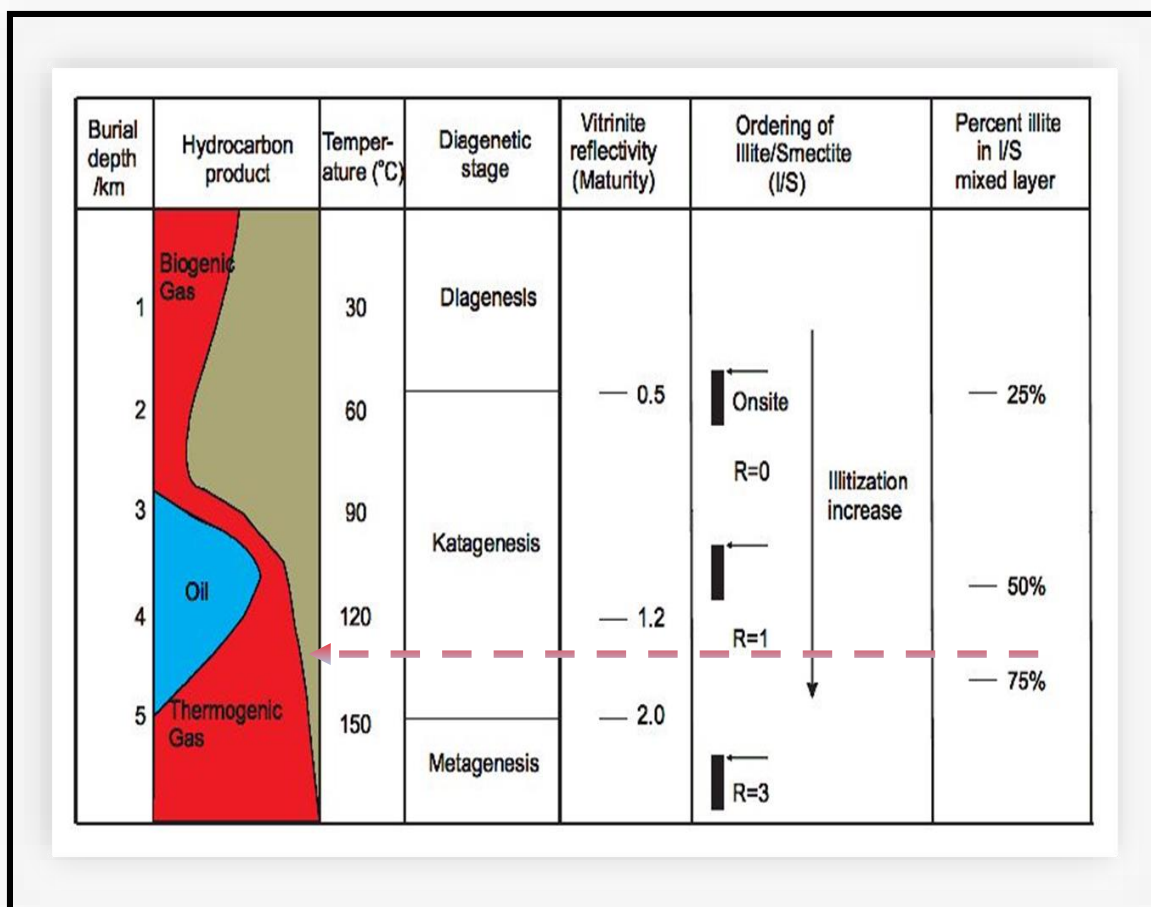 Burial
depth
/km
Hydrocarbon
product
Temper-
ature (°C)
Diagenetic
stage
Vitrinite
reflectivity
(Maturity)
Ordering of
Illite/Smectite
(I/S)
Percent illite
in I/S
mixed layer
Biogenic
Gas
1
30
Diagenesis
2
60
0.5
Onsite
25%
R=0
Illitization
increase
3
90
Katagenesis
Oil
50%
4
120
1.2
R=1
75%
Thermogenic
Gas
5
150
2.0
Metagenesis
R=3